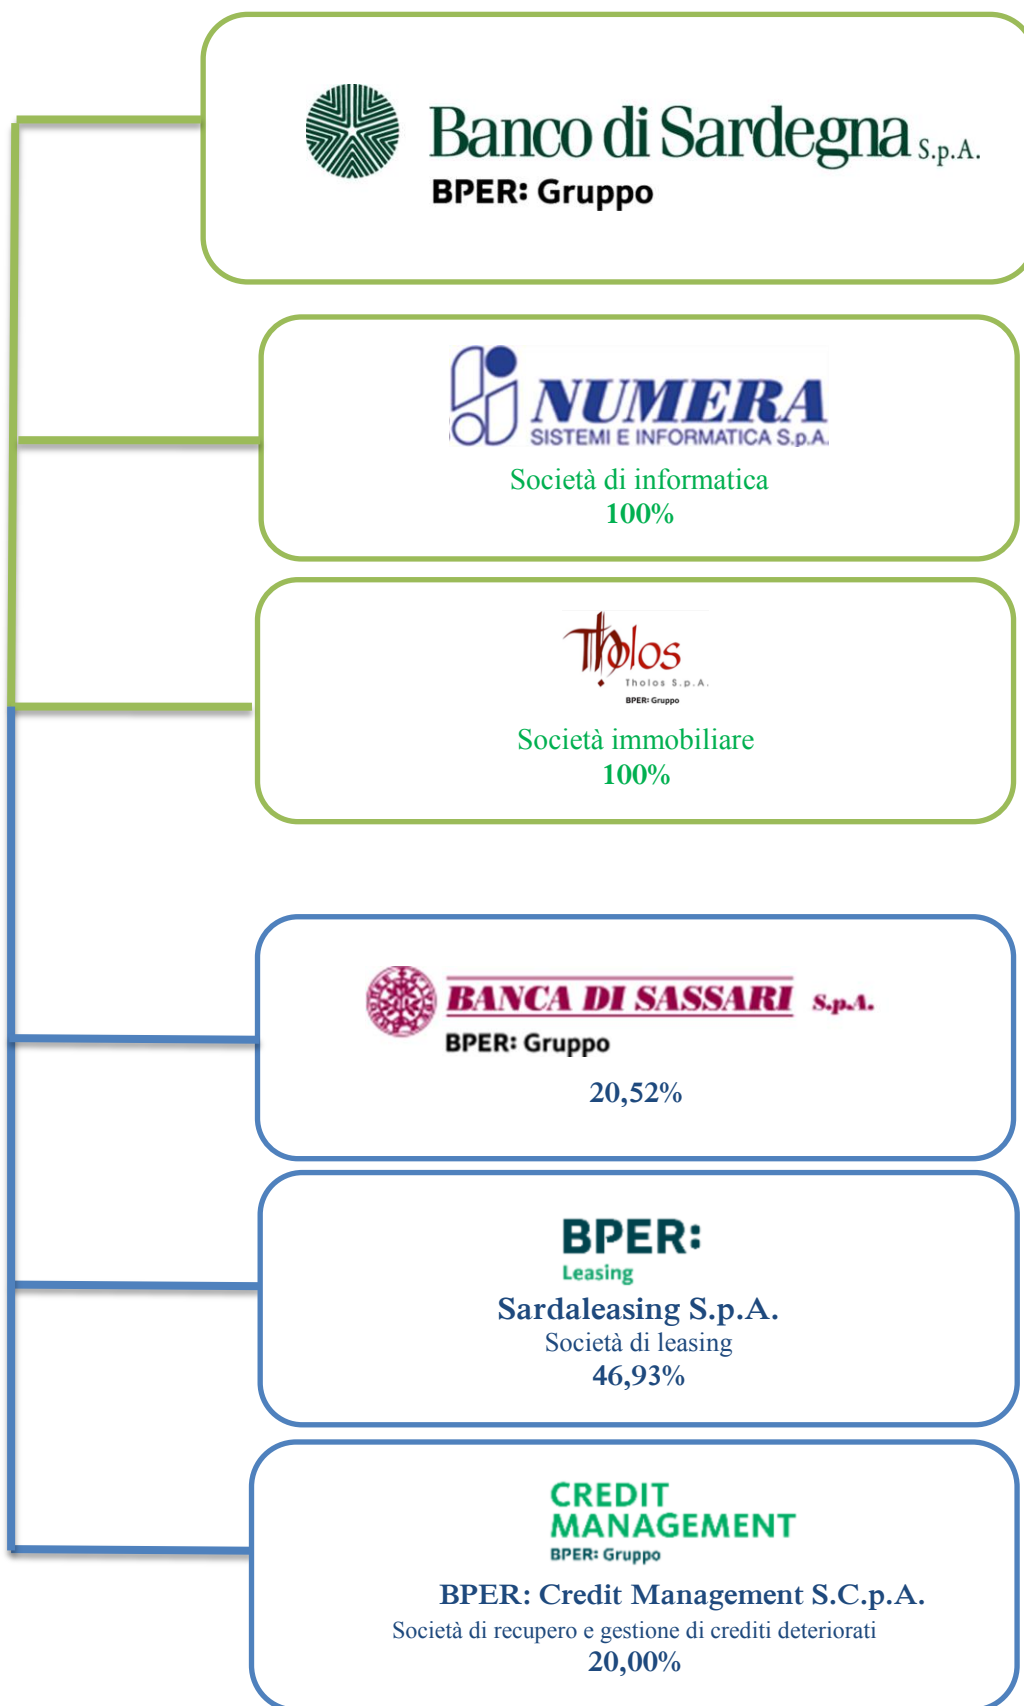 Banco di Sardegna S.p.A.
BPER: Gruppo
NUMERA
SISTEMI E INFORMATICA S.p.A.
Società di informatica
100%
Tholos
Tholos S.p.A.
BPER: Gruppo
Società immobiliare
100%
BANCA DI SASSARI S.p.A.
BPER: Gruppo
20,52%
BPER:
Leasing
Sardaleasing S.p.A.
Società di leasing
46,93%
CREDIT
MANAGEMENT
BPER: Gruppo
BPER: Credit Management S.C.p.A.
Società di recupero e gestione di crediti deteriorati
20,00%